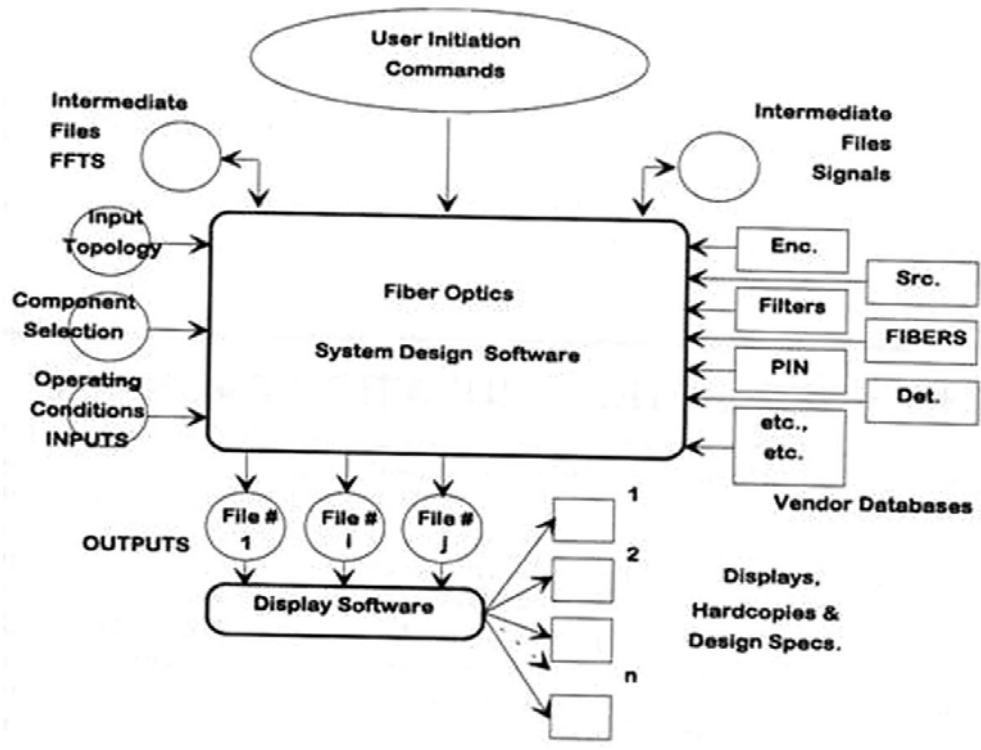 User Initiation
Commands
Intermediate
Files
FFTS
Intermediate
Files
Signals
Input
Topology
Component
Selection
Operating
Conditions
INPUTS
Fiber Optics
System Design Software
Enc.
Src.
Filters
FIBERS
PIN
Det.
etc.,
etc.
Vendor Databases
OUTPUTS
File #
1
File #
i
File #
j
Display Software
1
2
n
Displays,
Hardcopies &
Design Specs.